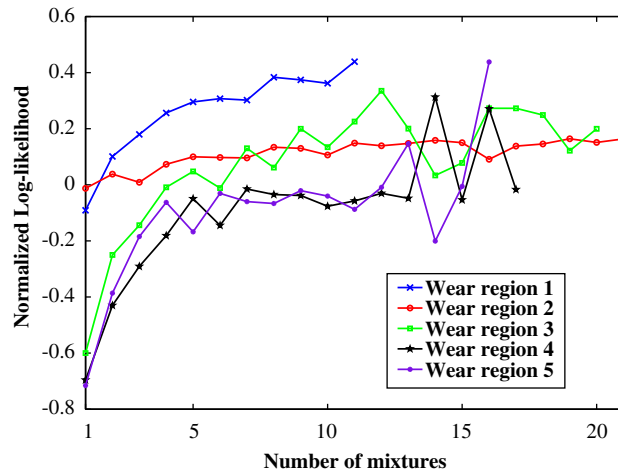 0.6
0.4
0.2
0
-0.2
-0.4
-0.6
-0.8
Normalized Log-likelihood
Wear region 1
Wear region 2
Wear region 3
Wear region 4
Wear region 5
1 5 10 15 20
Number of mixtures